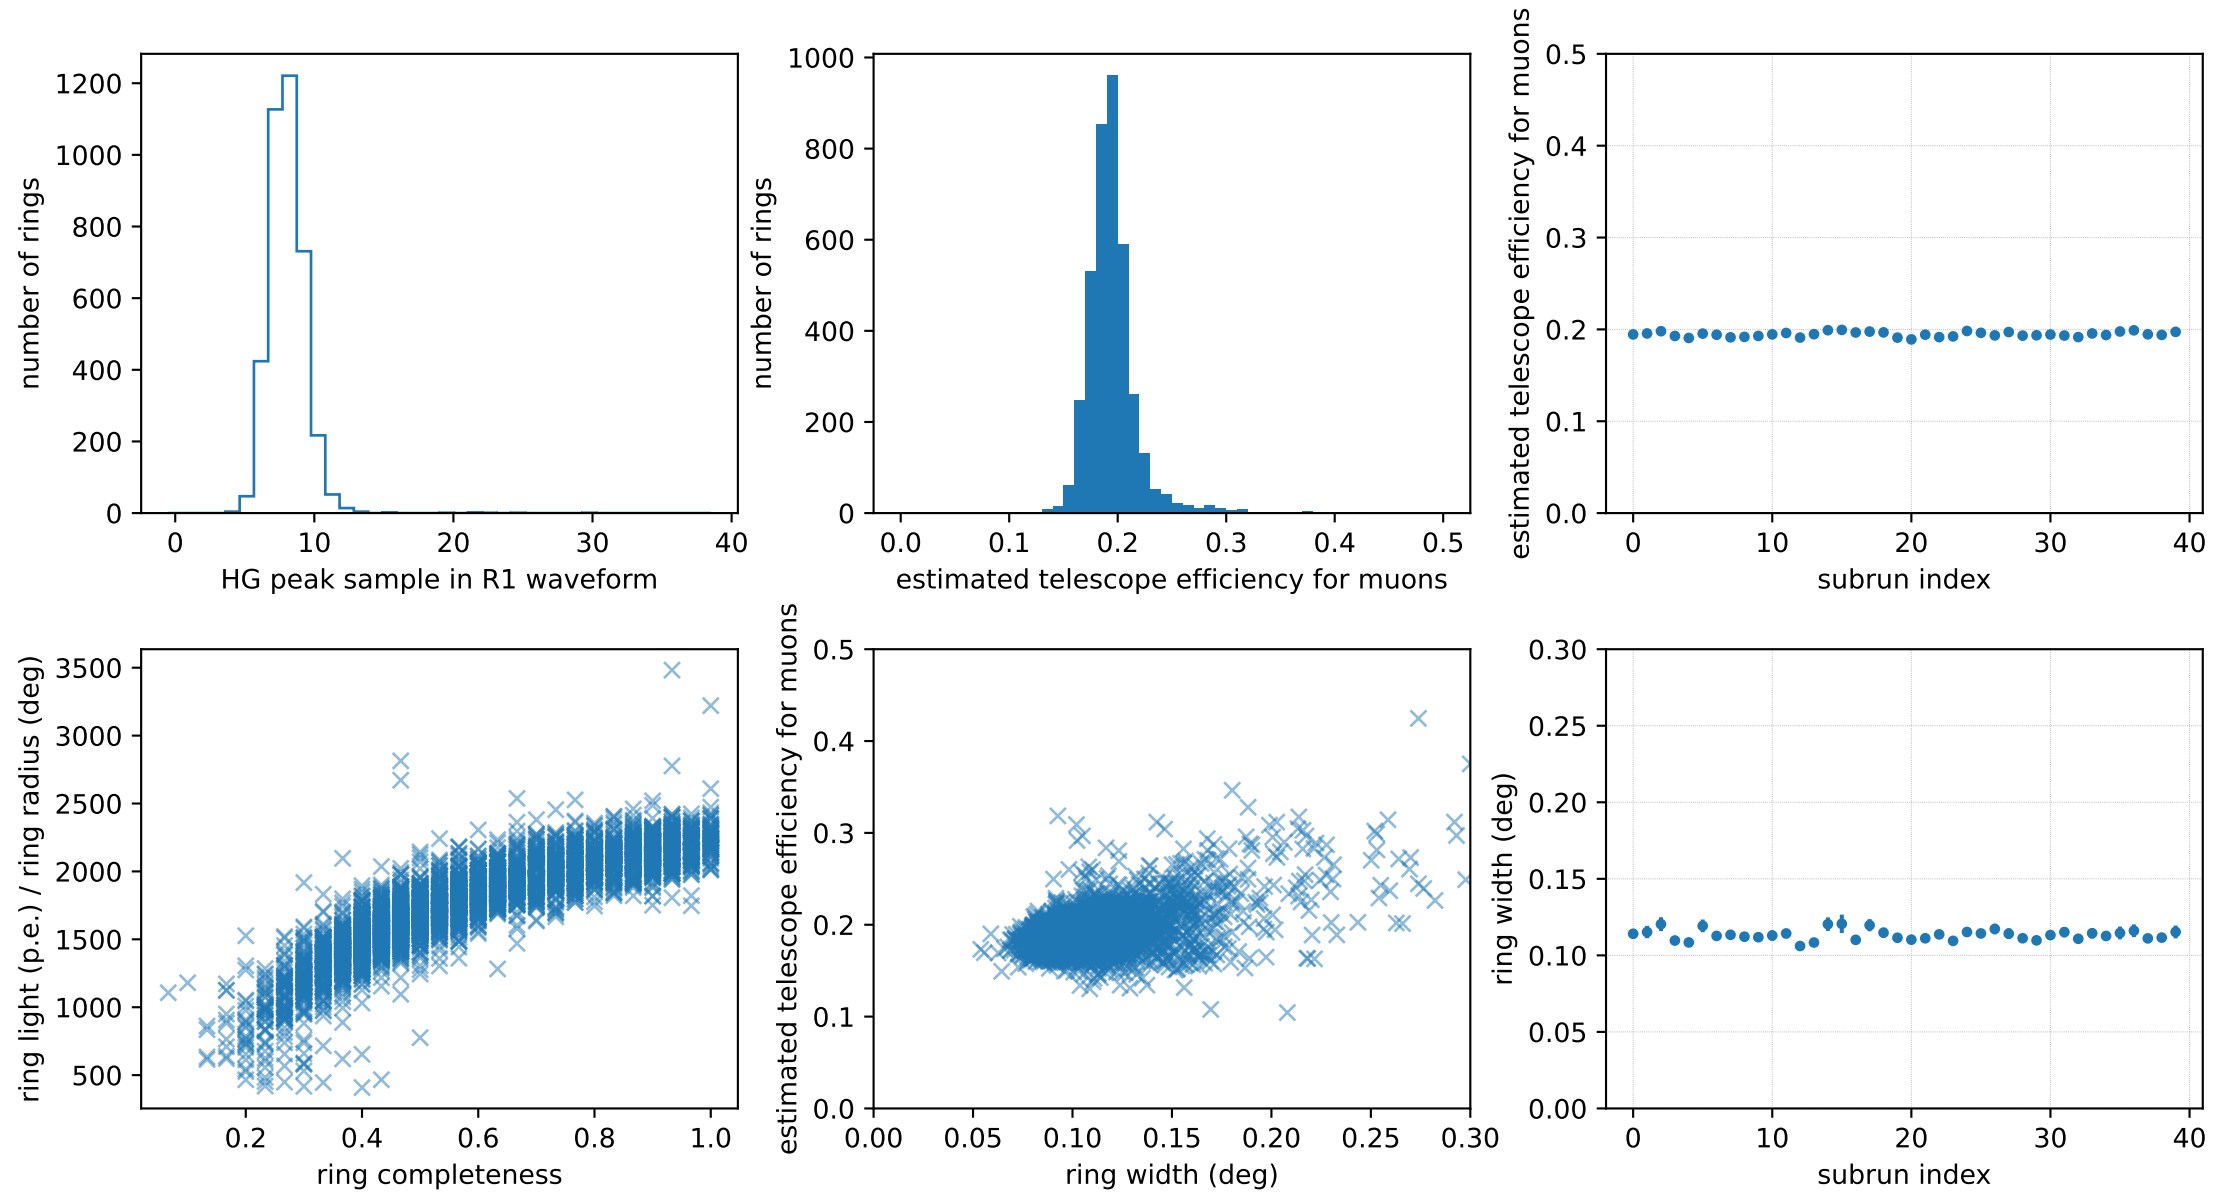 number of rings
1200
1000
800
600
400
200
0
0 10 20 30 40
HG peak sample in R1 waveform
number of rings
1000
800
600
400
200
0
0.0 0.1 0.2 0.3 0.4 0.5
estimated telescope efficiency for muons
estimated telescope efficiency for muons
0.5
0.4
0.3
0.2
0.1
0.0
0 10 20 30 40
subrun index
ring light (p.e.) / ring radius (deg)
3500
3000
2500
2000
1500
1000
500
0.2 0.4 0.6 0.8 1.0
ring completeness
estimated telescope efficiency for muons
0.5
0.4
0.3
0.2
0.1
0.0
0.00 0.05 0.10 0.15 0.20 0.25 0.30
ring width (deg)
ring width (deg)
0.30
0.25
0.20
0.15
0.10
0.05
0.00
0 10 20 30 40
subrun index